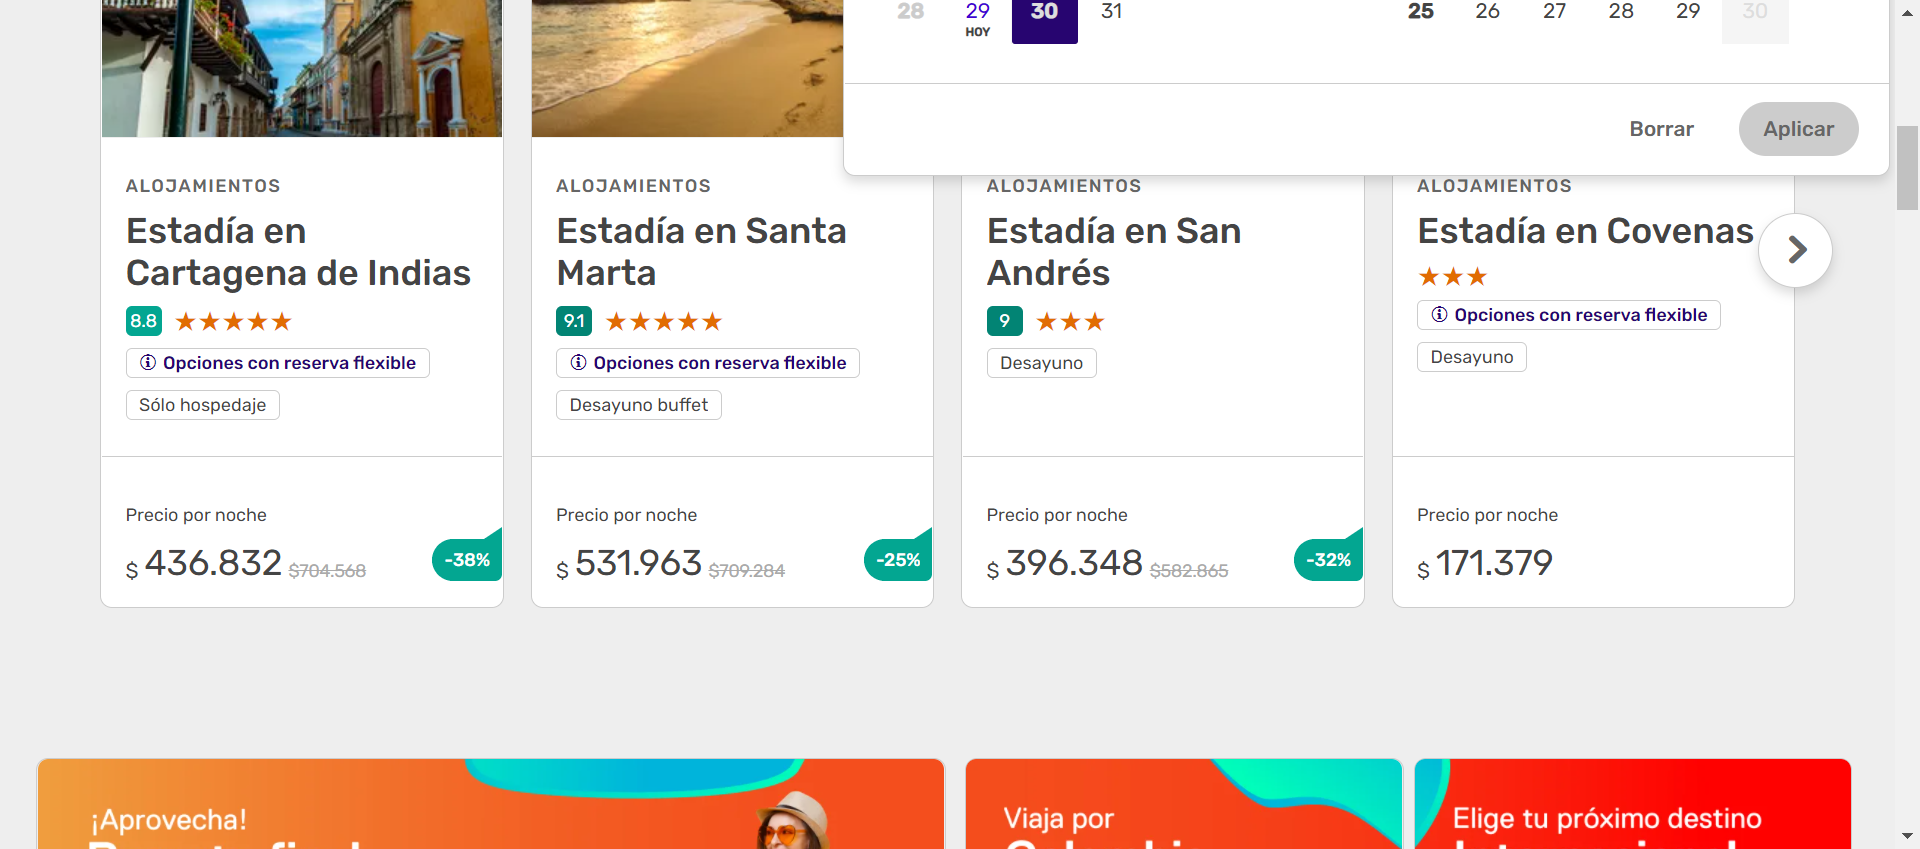 28 29 30 31 25 26 27 28 29 30
HOY
Borrar Aplicar
ALOJAMIENTOS
Estadía en
Cartagena de Indias
8.8
Opciones con reserva flexible
Sólo hospedaje
Precio por noche
$ 436.832 $704.568 -38%
ALOJAMIENTOS
Estadía en Santa
Marta
9.1
Opciones con reserva flexible
Desayuno buffet
Precio por noche
$ 531.963 $709.284 -25%
ALOJAMIENTOS
Estadía en San
Andrés
9
Desayuno
Precio por noche
$ 396.348 $582.865 -32%
ALOJAMIENTOS
Estadía en Covenas
Opciones con reserva flexible
Desayuno
Precio por noche
$ 171.379
¡Aprovecha!
Viaja por
Elige tu próximo destino